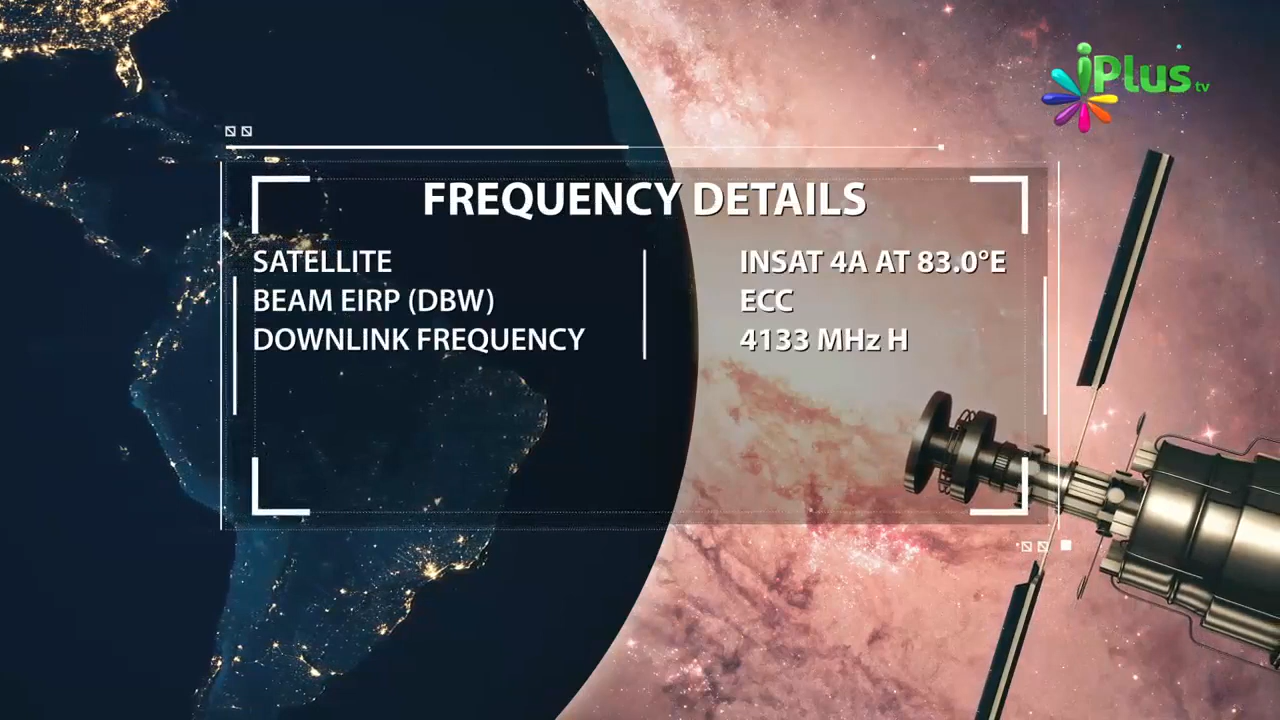 iPlus tv
FREQUENCY DETAILS
SATELLITE INSAT 4A AT 83.0°E
BEAM EIRP (DBW) ECC
DOWNLINK FREQUENCY 4133 MHz H